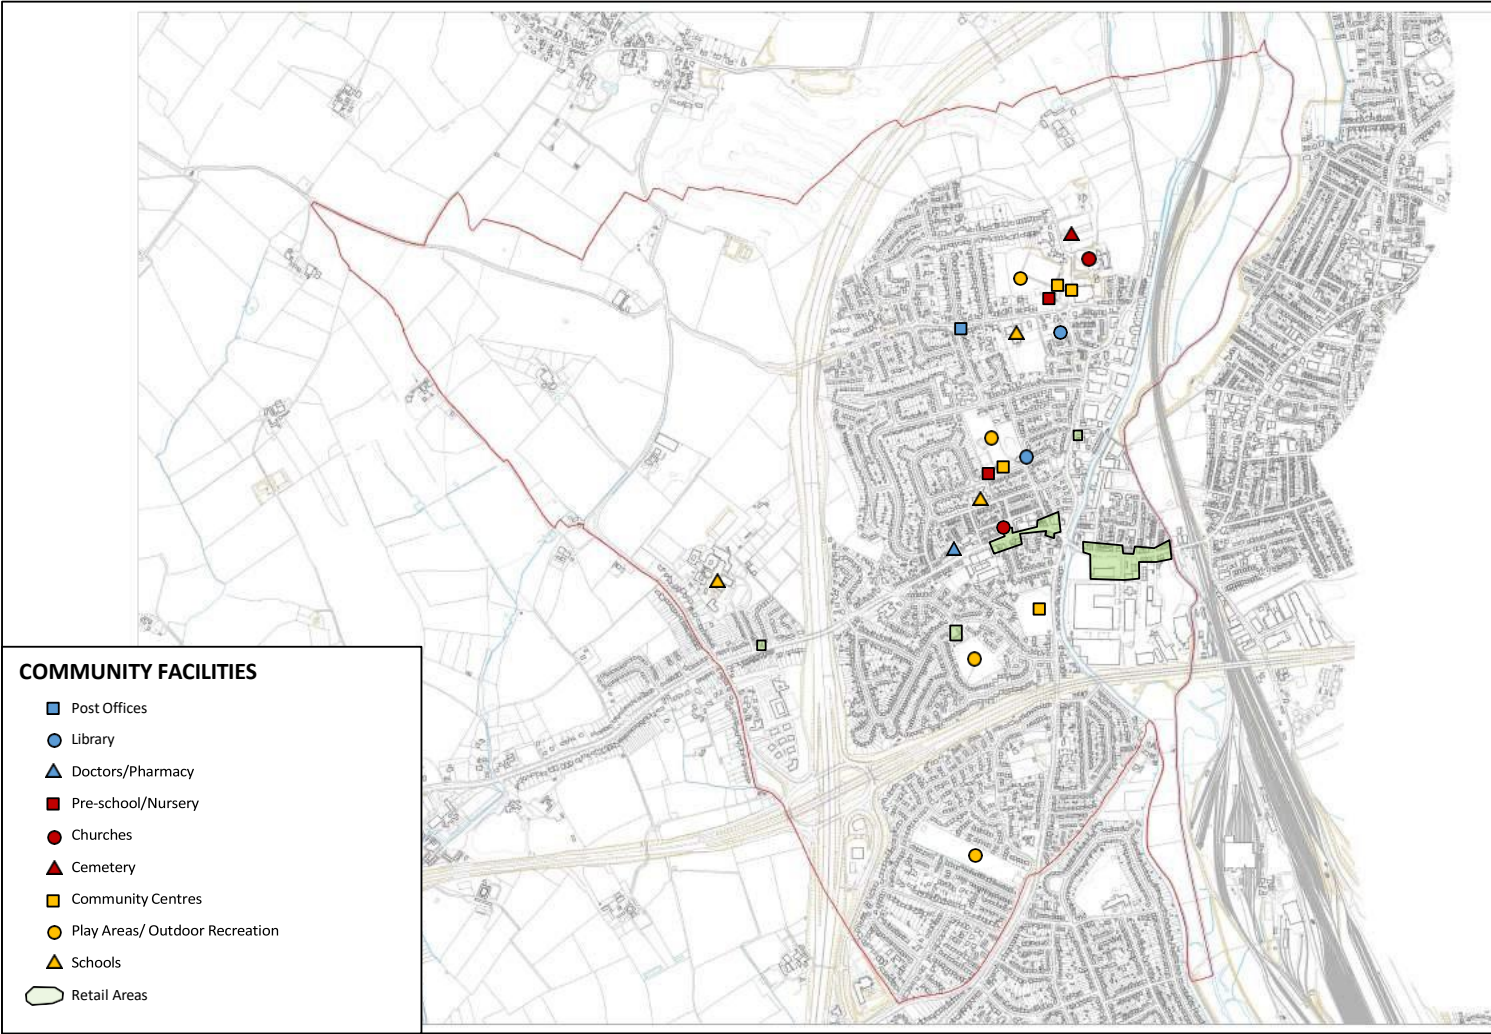 COMMUNITY FACILITIES
Post Offices
Library
Doctors/Pharmacy
Pre-school/Nursery
Churches
Cemetery
Community Centres
Play Areas/ Outdoor Recreation
Schools
Retail Areas